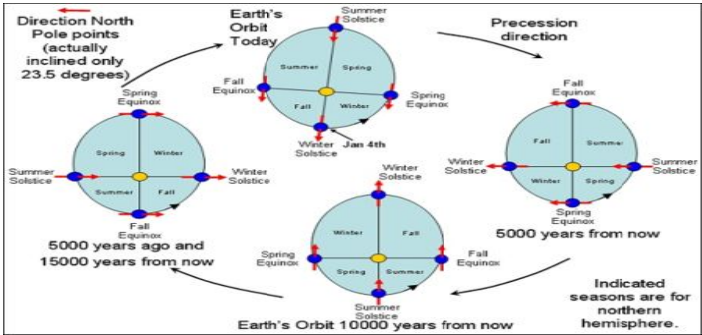 Direction North
Pole points
(actually
inclined only
23.5 degrees)
Earth's
Orbit
Today
Summer
Solstice
Precession
direction
Summer
Spring
Fall
Equinox
Spring
Equinox
Fall
Winter
Winter
Solstice
Jan 4th
Spring
Equinox
Spring
Winter
Summer
Solstice
Winter
Solstice
Summer
Fall
Fall
Equinox
5000 years ago and
15000 years from now
Fall
Equinox
Fall
Summer
Winter
Solstice
Summer
Solstice
Winter
Spring
Spring
Equinox
5000 years from now
Winter
Solstice
Winter
Fall
Spring
Equinox
Fall
Equinox
Spring
Summer
Summer
Solstice
Earth's Orbit 10000 years from now
Indicated
seasons are for
northern
hemisphere.